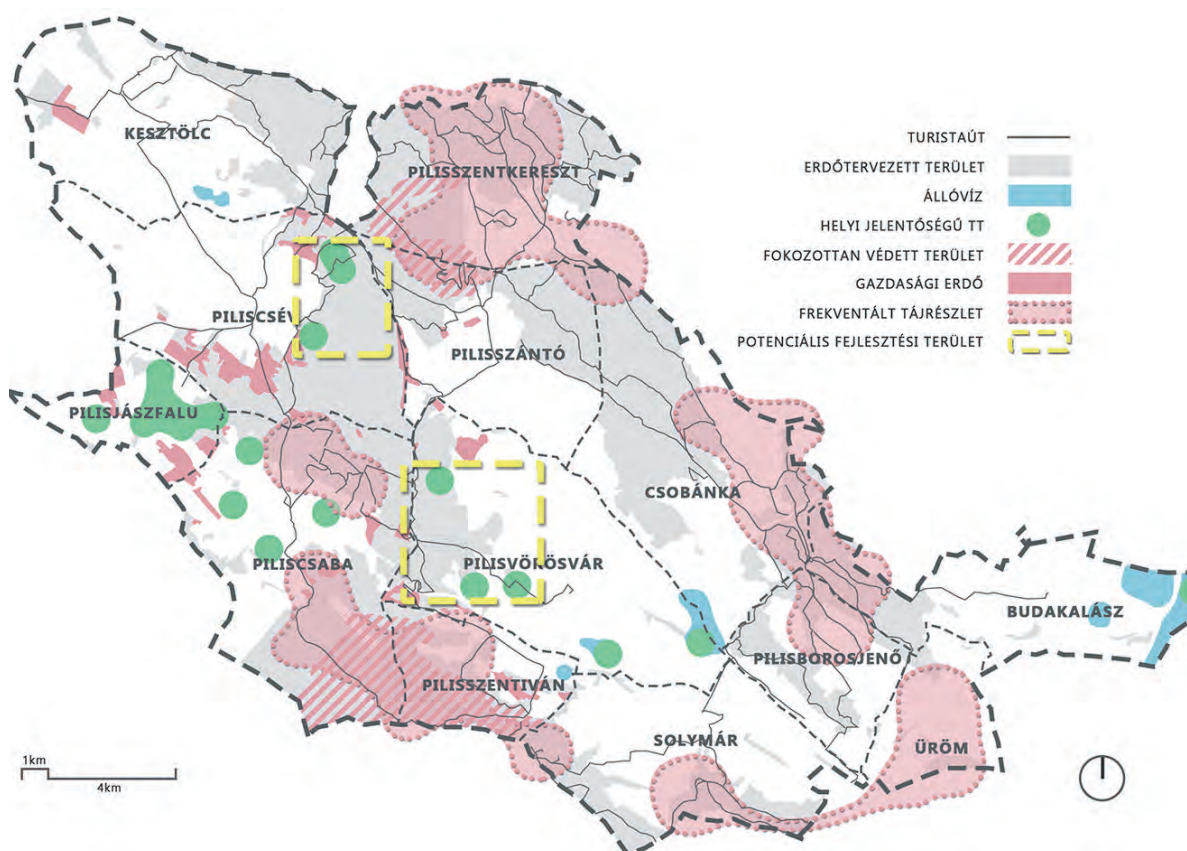 KESZTÖLC
PILISSZENTKERESZT
PILISCSÉV
PILISSZÁNTÓ
PILISJÁSZFALU
CSOBÁNKA
PILISCSABA
PILISVÖRÖSVÁR
BUDAKALÁSZ
PILISBOROSJENŐ
PILISSZENTIVÁN
SOLYMÁR
ÜRÖM
TURISTAÚT
ERDŐTERVEZETT TERÜLET
ÁLLÓVÍZ
HELYI JELENTŐSÉGŰ TT
FOKOZOTTAN VÉDETT TERÜLET
GAZDASÁGI ERDŐ
FREKVENTÁLT TÁJRÉSZLET
POTENCIÁLIS FEJLESZTÉSI TERÜLET
1km
4km